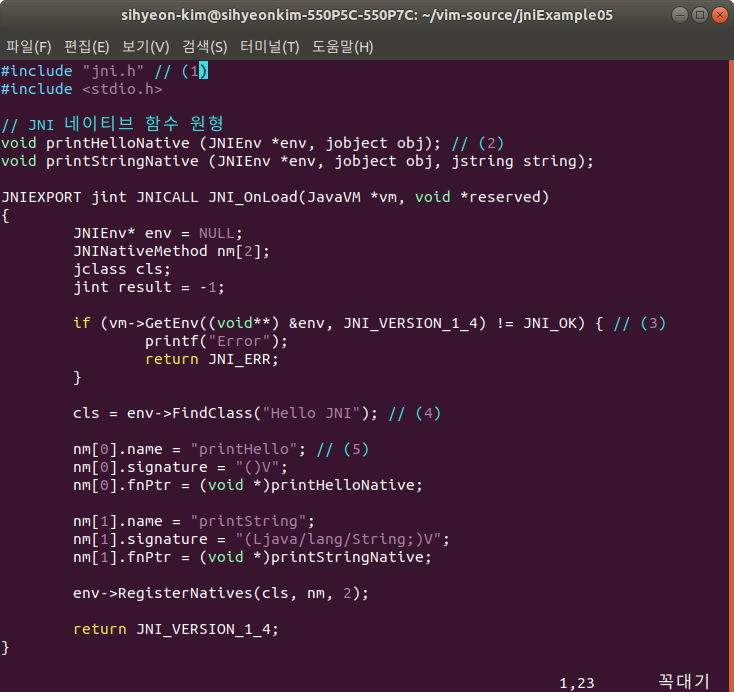 sihyeon-kim@sihyeonkim-550P5C-550P7C: ~/vim-source/jniExample05
파일(F) 편집(E) 보기(V) 검색(S) 터미널(T) 도움말(H)
#include "jni.h" // (1)
#include <stdio.h>
// JNI 네이티브 함수 원형
void printHelloNative (JNIEnv *env, jobject obj); // (2)
void printStringNative (JNIEnv *env, jobject obj, jstring string);
JNIEXPORT jint JNICALL JNI_OnLoad(JavaVM *vm, void *reserved)
{
        JNIEnv* env = NULL;
        JNINativeMethod nm[2];
        jclass cls;
        jint result = -1;
        if (vm->GetEnv((void**) &env, JNI_VERSION_1_4) != JNI_OK) { // (3)
                printf("Error");
                return JNI_ERR;
        }
        cls = env->FindClass("Hello JNI"); // (4)
        nm[0].name = "printHello"; // (5)
        nm[0].signature = "()V";
        nm[0].fnPtr = (void *)printHelloNative;
        nm[1].name = "printString";
        nm[1].signature = "(Ljava/lang/String;)V";
        nm[1].fnPtr = (void *)printStringNative;
        env->RegisterNatives(cls, nm, 2);
        return JNI_VERSION_1_4;
}
1,23 꼭대기